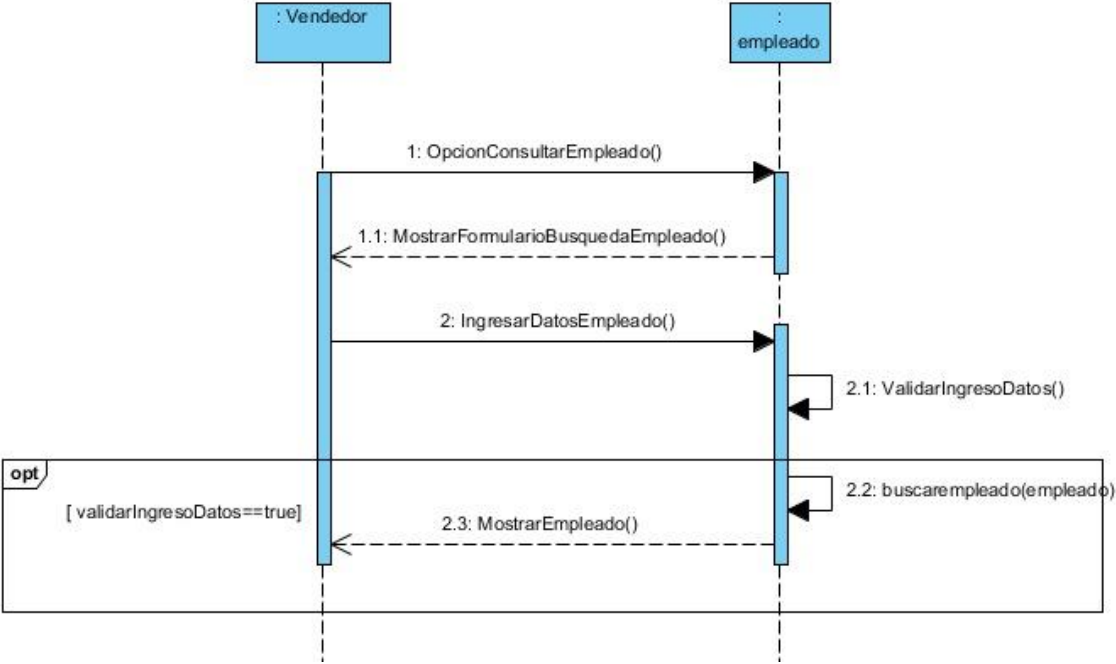 : Vendedor
:
empleado
1: OpcionConsultarEmpleado()
1.1: MostrarFormularioBusquedaEmpleado()
2: IngresarDatosEmpleado()
2.1: ValidarIngresoDatos()
opt
2.2: buscarempleado(empleado)
[ validarIngresoDatos==true]
2.3: MostrarEmpleado()